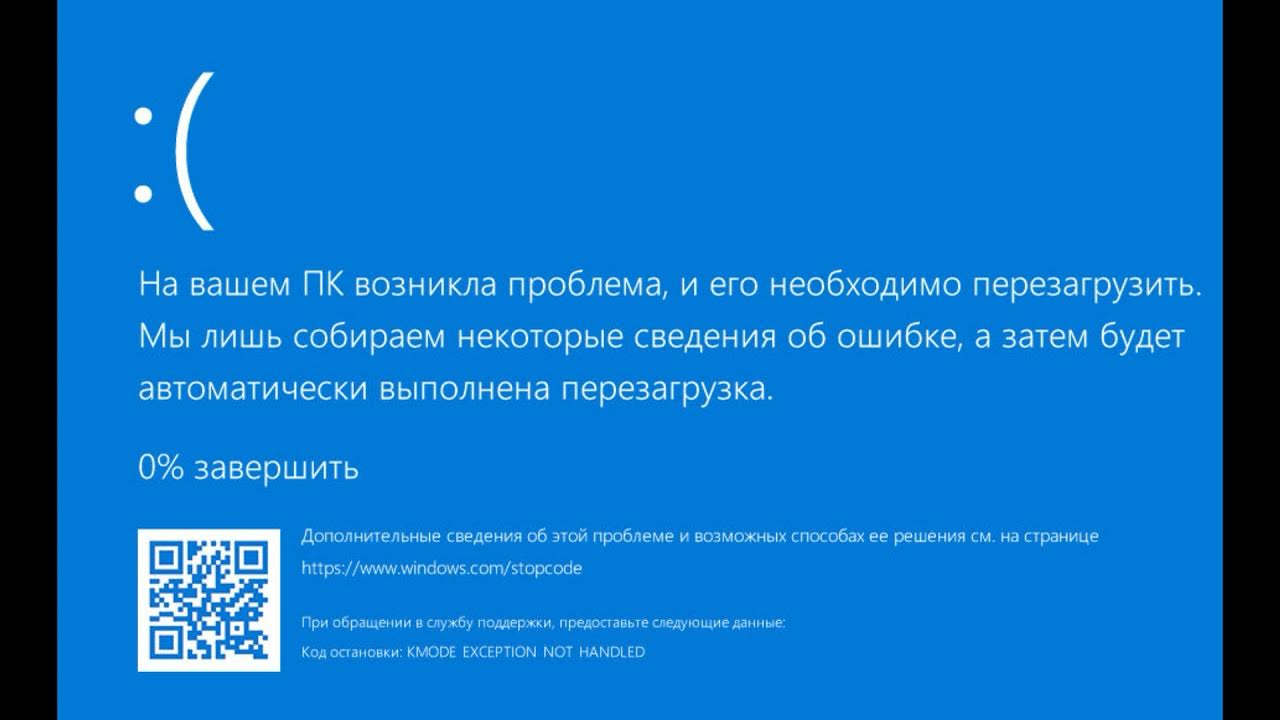 :(
На вашем ПК возникла проблема, и его необходимо перезагрузить.
Мы лишь собираем некоторые сведения об ошибке, а затем будет
автоматически выполнена перезагрузка.
0% завершить
Дополнительные сведения об этой проблеме и возможных способах ее решения см. на странице
https://www.windows.com/stopcode
При обращении в службу поддержки, предоставьте следующие данные:
Код остановки: KMODE EXCEPTION NOT HANDLED